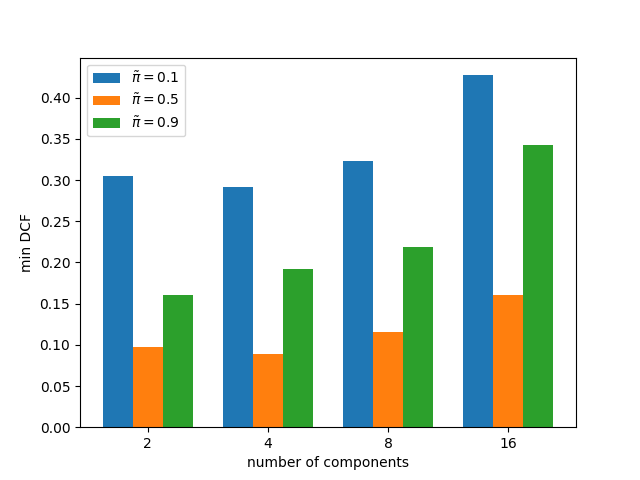 π̃ = 0.1
π̃ = 0.5
π̃ = 0.9
0.40
0.35
0.30
0.25
0.20
0.15
0.10
0.05
0.00
min DCF
2 4 8 16
number of components